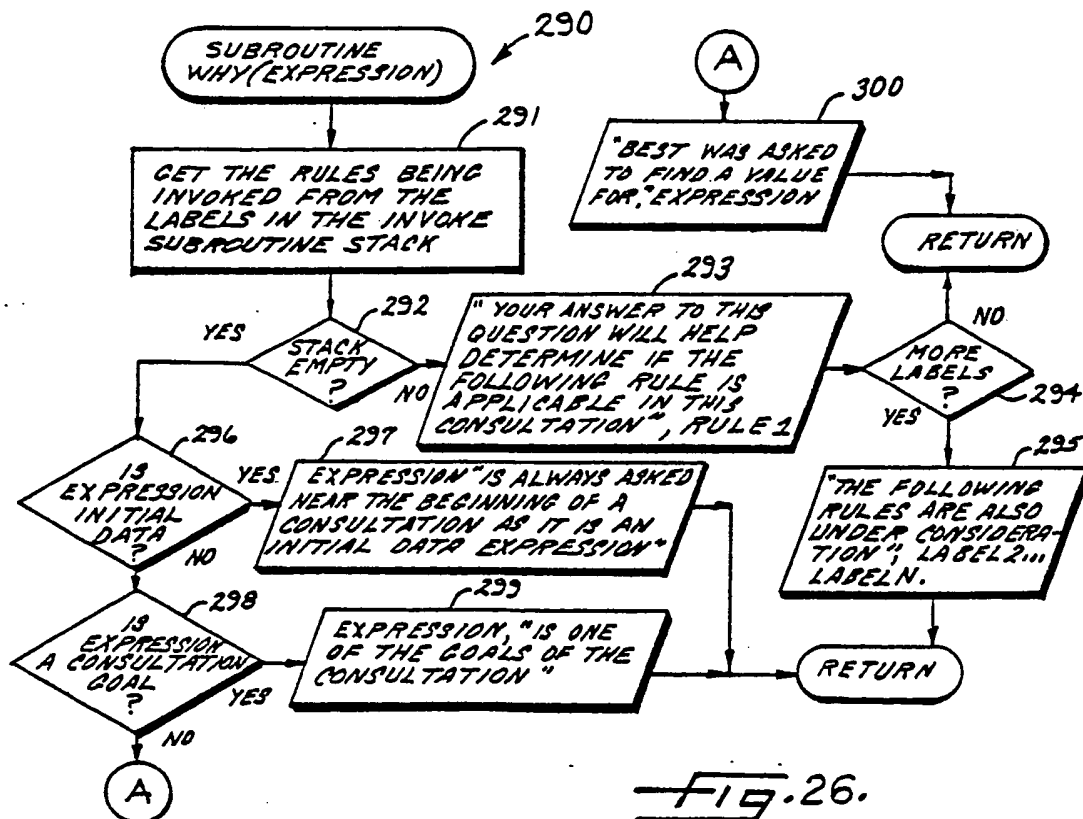 290
SUBROUTINE
WHY(EXPRESSION)
291
GET THE RULES BEING
INVOKED FROM THE
LABELS IN THE INVOKE
SUBROUTINE STACK
292
STACK
EMPTY
?
YES
NO
293
"YOUR ANSWER TO THIS
QUESTION WILL HELP
DETERMINE IF THE
FOLLOWING RULE IS
APPLICABLE IN THIS
CONSULTATION", RULE 1
MORE
LABELS
?
294
NO
YES
RETURN
295
"THE FOLLOWING
RULES ARE ALSO
UNDER CONSIDERA-
TION", LABEL2...
LABELN.
RETURN
296
IS
EXPRESSION
INITIAL
DATA
?
YES
NO
297
EXPRESSION "IS ALWAYS ASKED
NEAR THE BEGINNING OF A
CONSULTATION AS IT IS AN
INITIAL DATA EXPRESSION"
298
IS
EXPRESSION
A CONSULTATION
GOAL
?
YES
NO
299
EXPRESSION, "IS ONE
OF THE GOALS OF THE
CONSULTATION"
A
A
300
"BEST WAS ASKED
TO FIND A VALUE
FOR," EXPRESSION
Fig. 26.